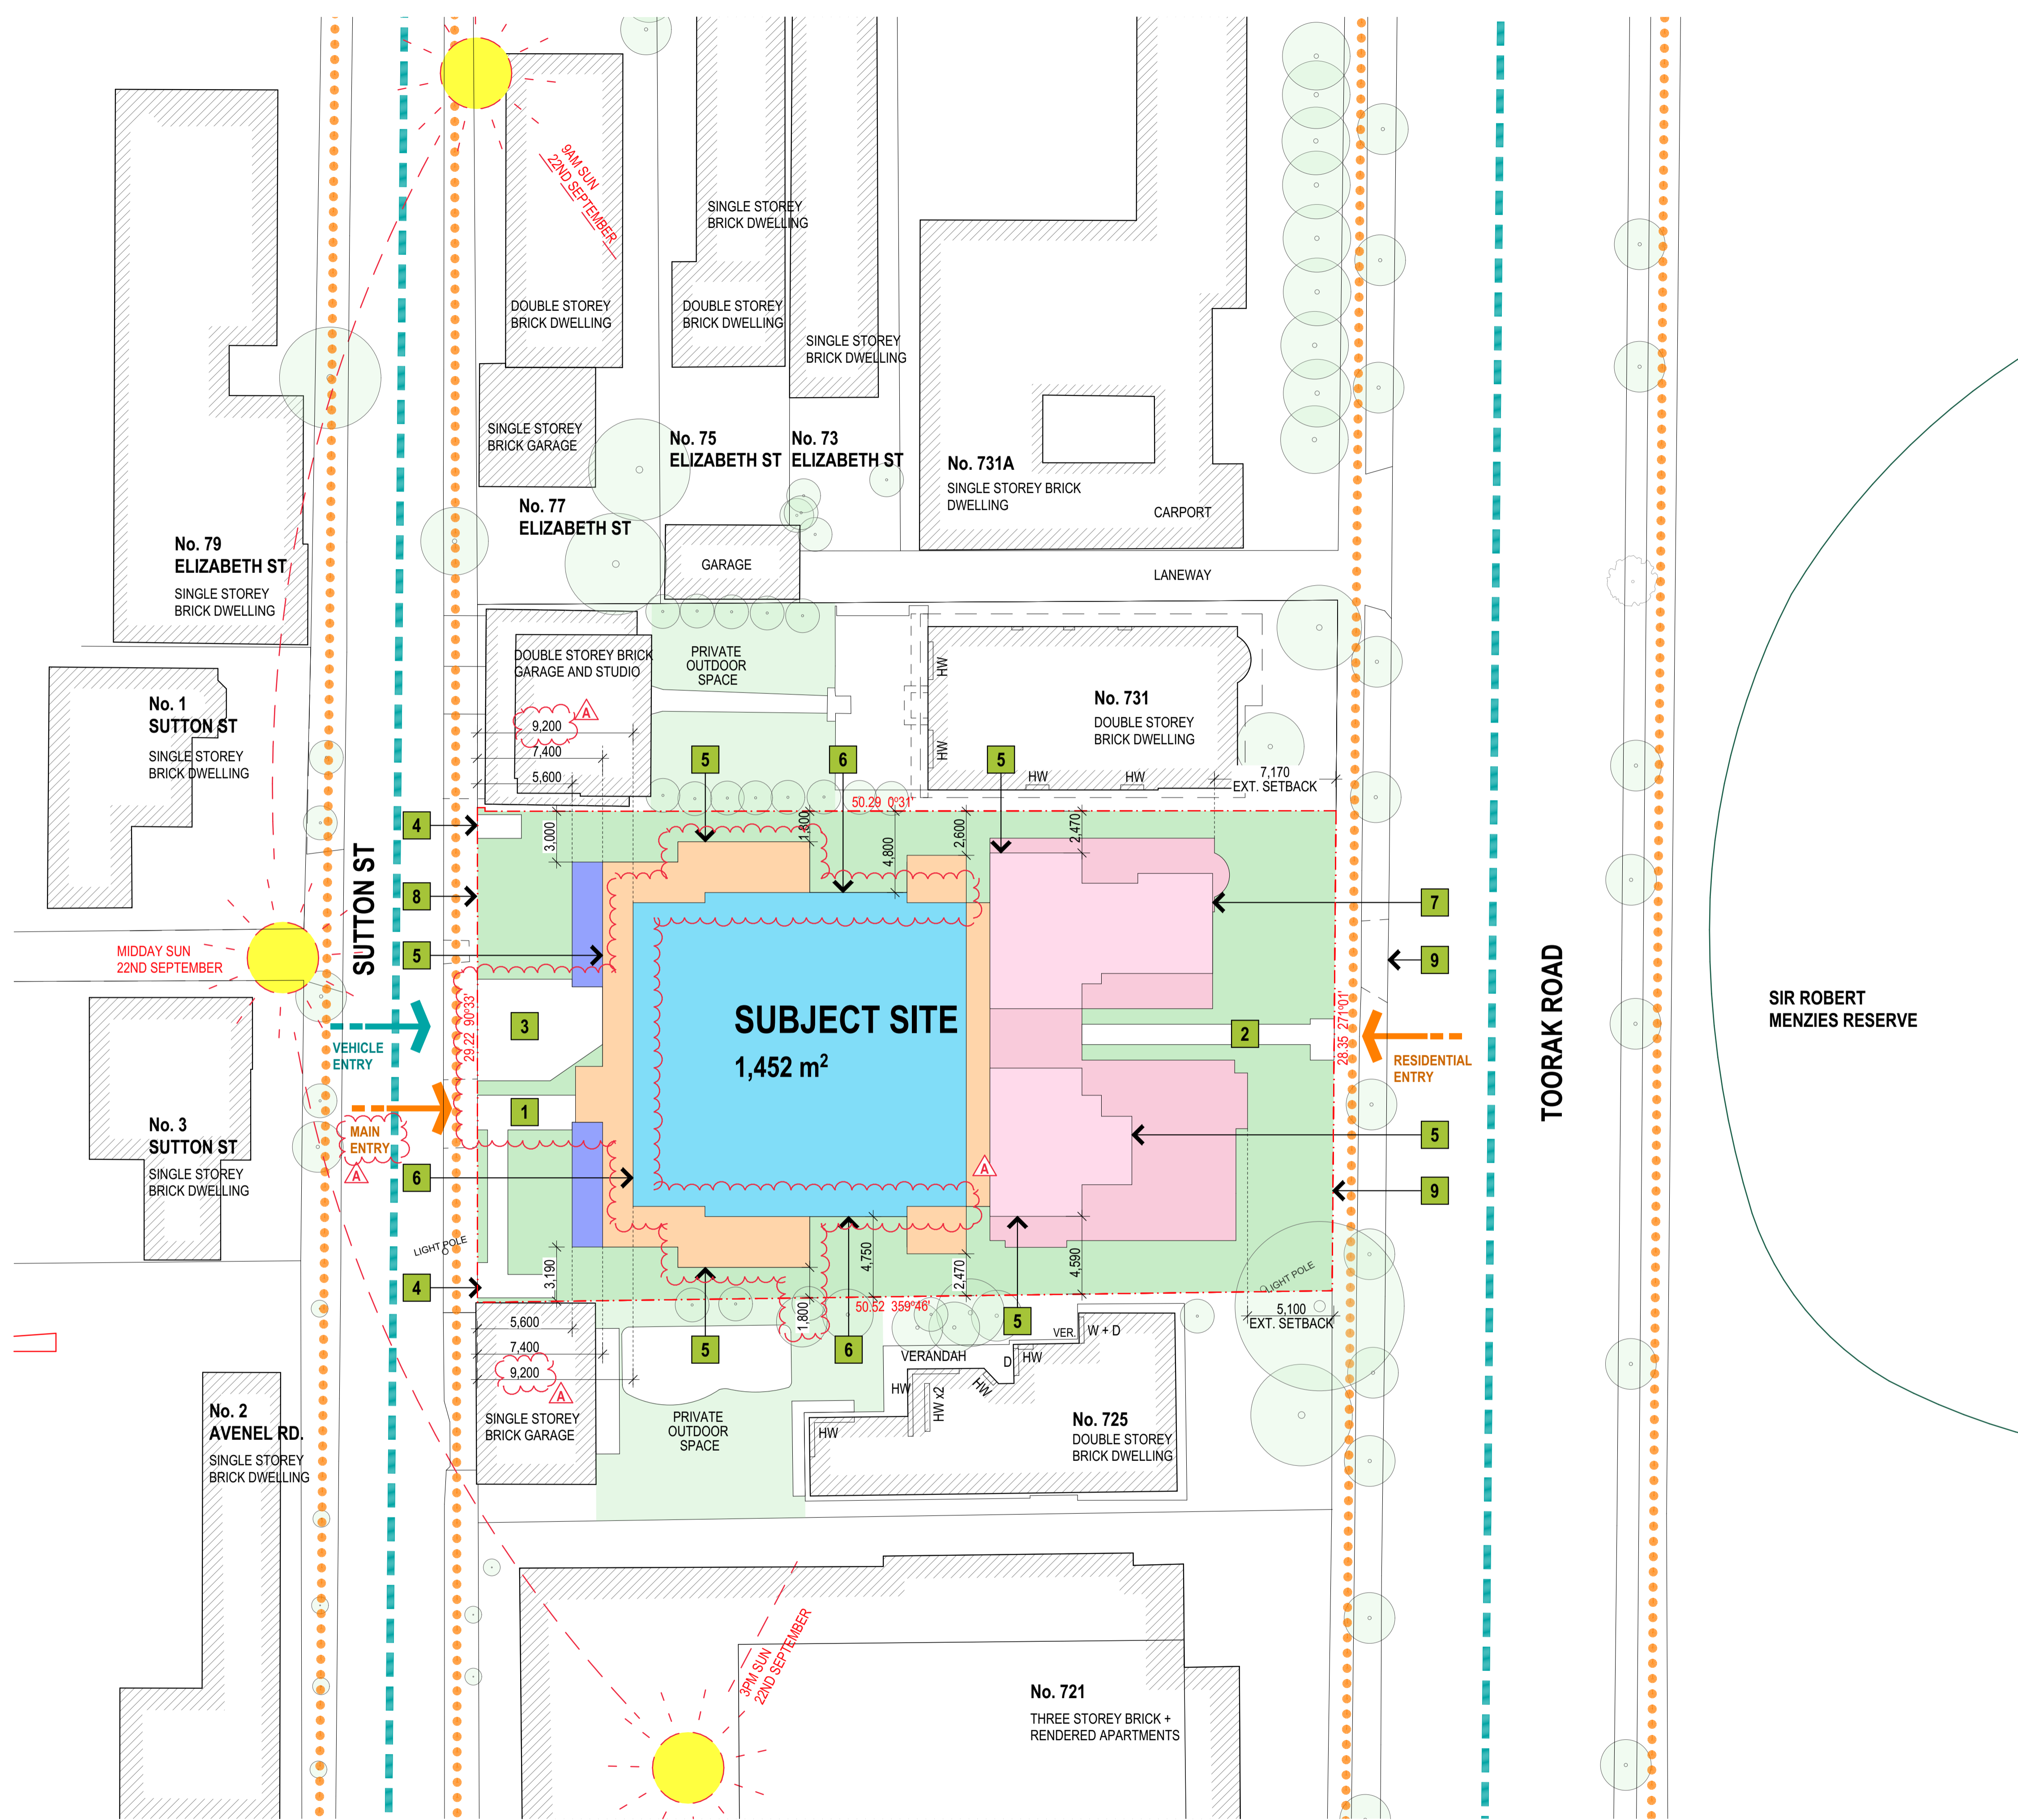 9AM SUN
22ND SEPTEMBER
SINGLE STOREY
BRICK DWELLING
DOUBLE STOREY
BRICK DWELLING
DOUBLE STOREY
BRICK DWELLING
SINGLE STOREY
BRICK DWELLING
SINGLE STOREY
BRICK GARAGE
No. 75
ELIZABETH ST
No. 73
ELIZABETH ST
No. 731A
SINGLE STOREY BRICK
DWELLING
CARPORT
No. 77
ELIZABETH ST
No. 79
ELIZABETH ST
SINGLE STOREY
BRICK DWELLING
GARAGE
LANEWAY
DOUBLE STOREY BRICK
GARAGE AND STUDIO
PRIVATE
OUTDOOR
SPACE
HW
HW
No. 731
DOUBLE STOREY
BRICK DWELLING
HW
HW
No. 1
SUTTON ST
SINGLE STOREY
BRICK DWELLING
A
9,200
7,400
5,600
5
6
5
7,170
EXT. SETBACK
50.29 0°31'
4
3,000
1,800
4,800
2,600
2,470
8
7
SUTTON ST
5
9
MIDDAY SUN
22ND SEPTEMBER
29.22 90°33'
3
SUBJECT SITE
1,452 m²
2
28.35 271°01'
TOORAK ROAD
SIR ROBERT
MENZIES RESERVE
VEHICLE
ENTRY
RESIDENTIAL
ENTRY
1
MAIN
ENTRY
A
No. 3
SUTTON ST
SINGLE STOREY
BRICK DWELLING
5
A
6
9
LIGHT POLE
4
3,190
4,750
2,470
4,590
LIGHT POLE
1,800
50.52 359°46'
5,100
EXT. SETBACK
5,600
7,400
9,200
A
5
6
5
VER.
W + D
VERANDAH
D
HW
HW
HW
HW x2
HW
SINGLE STOREY
BRICK GARAGE
PRIVATE
OUTDOOR
SPACE
No. 725
DOUBLE STOREY
BRICK DWELLING
No. 2
AVENEL RD.
SINGLE STOREY
BRICK DWELLING
3PM SUN
22ND SEPTEMBER
No. 721
THREE STOREY BRICK +
RENDERED APARTMENTS